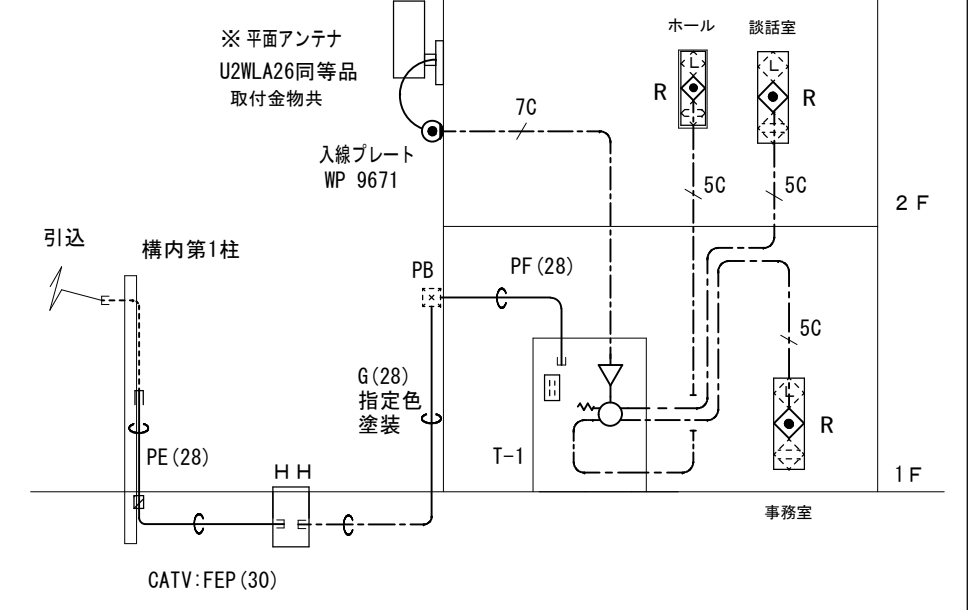 ※ 平面アンテナ
U2WLA26同等品
取付金物共
ホール
談話室
L
L
R
R
7C
入線プレート
WP 9671
5C
5C
2F
引込
構内第1柱
PB
PF(28)
5C
G(28)
指定色
塗装
L
R
PE(28)
HH
T-1
1F
事務室
CATV:FEP(30)